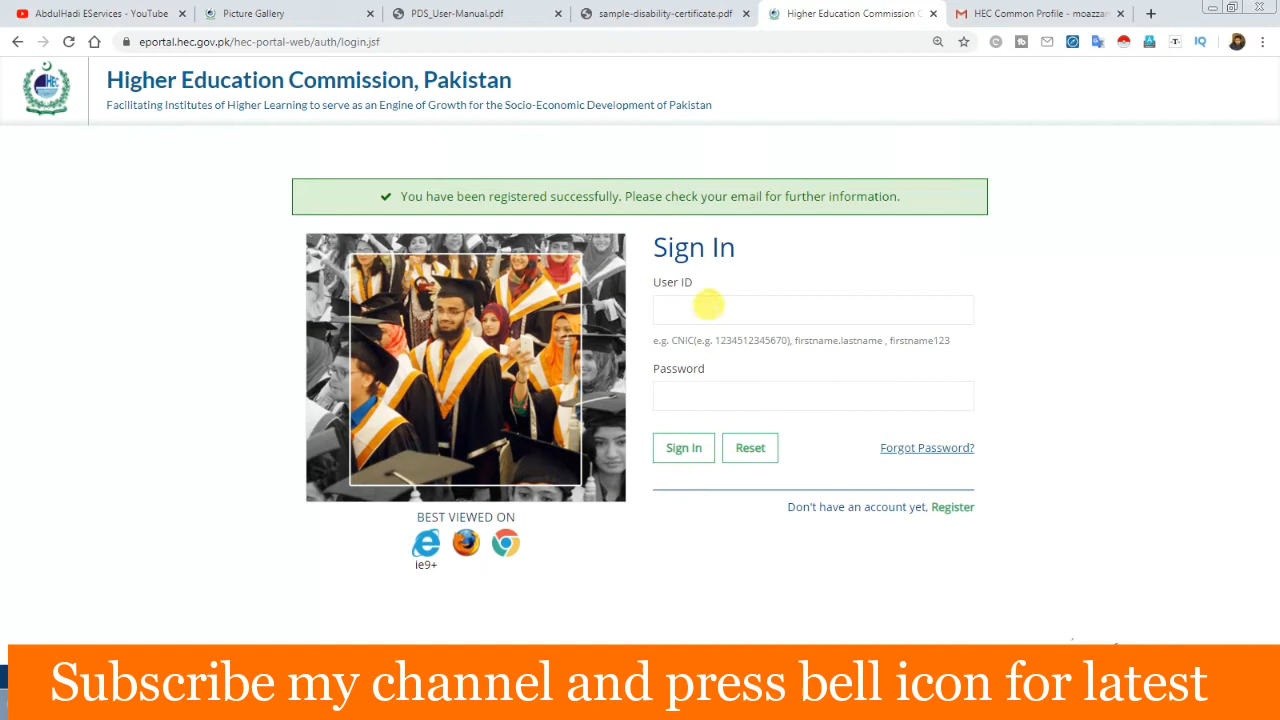 AbdulHadi EServices - YouTube
Picture Gallery
PDS_User-Manual.pdf
sample-disability-certificate.pdf
Higher Education Commission
HEC Common Profile - moazzam
eportal.hec.gov.pk/hec-portal-web/auth/login.jsf
HEC
Higher Education Commission, Pakistan
Facilitating Institutes of Higher Learning to serve as an Engine of Growth for the Socio-Economic Development of Pakistan
You have been registered successfully. Please check your email for further information.
Sign In
User ID
e.g. CNIC(e.g. 1234512345670), firstname.lastname , firstname123
Password
Sign In Reset Forgot Password?
Don't have an account yet, Register
BEST VIEWED ON
ie9+
Subscribe my channel and press bell icon for latest